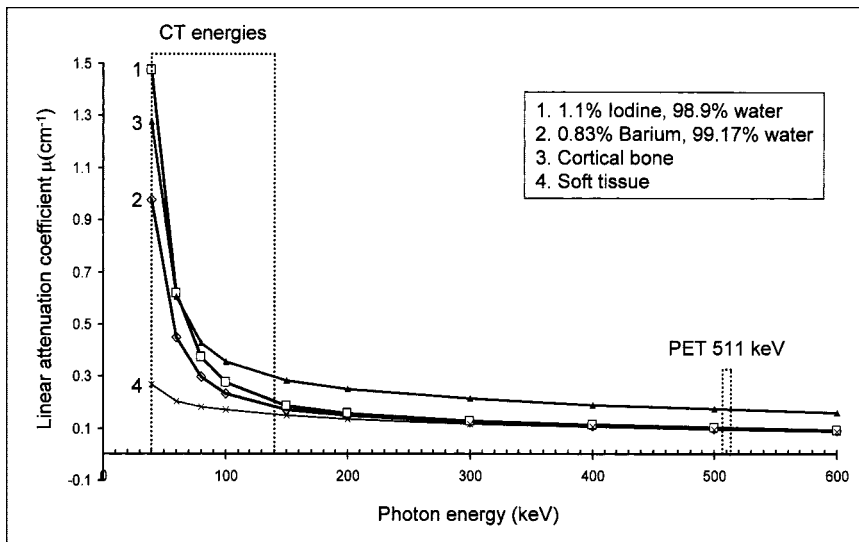 CT energies
1.5
1.3
1.1
0.9
0.7
0.5
0.3
0.1
-0.1
1
3
2
4
1. 1.1% Iodine, 98.9% water
2. 0.83% Barium, 99.17% water
3. Cortical bone
4. Soft tissue
PET 511 keV
0
100
200
300
400
500
600
Linear attenuation coefficient μ(cm⁻¹)
Photon energy (keV)